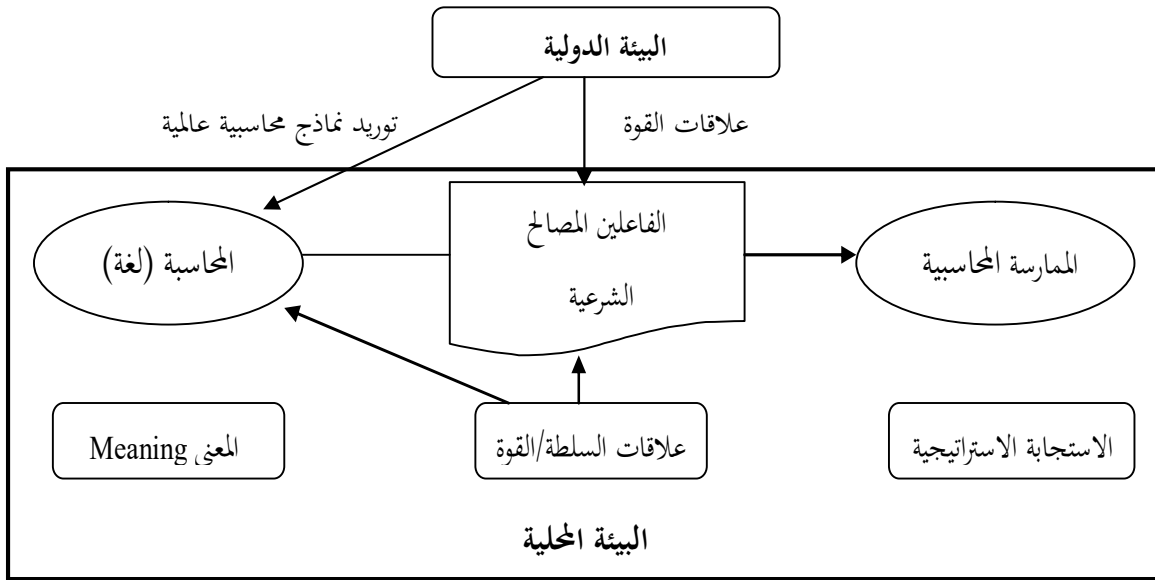 البيئة الدولية
علاقات القوة
توريد نماذج محاسبية عالمية
الفاعلين المصالح
الشرعية
الممارسة المحاسبية
المحاسبة (لغة)
الاستجابة الاستراتيجية
علاقات السلطة/القوة
المعنى Meaning
البيئة المحلية